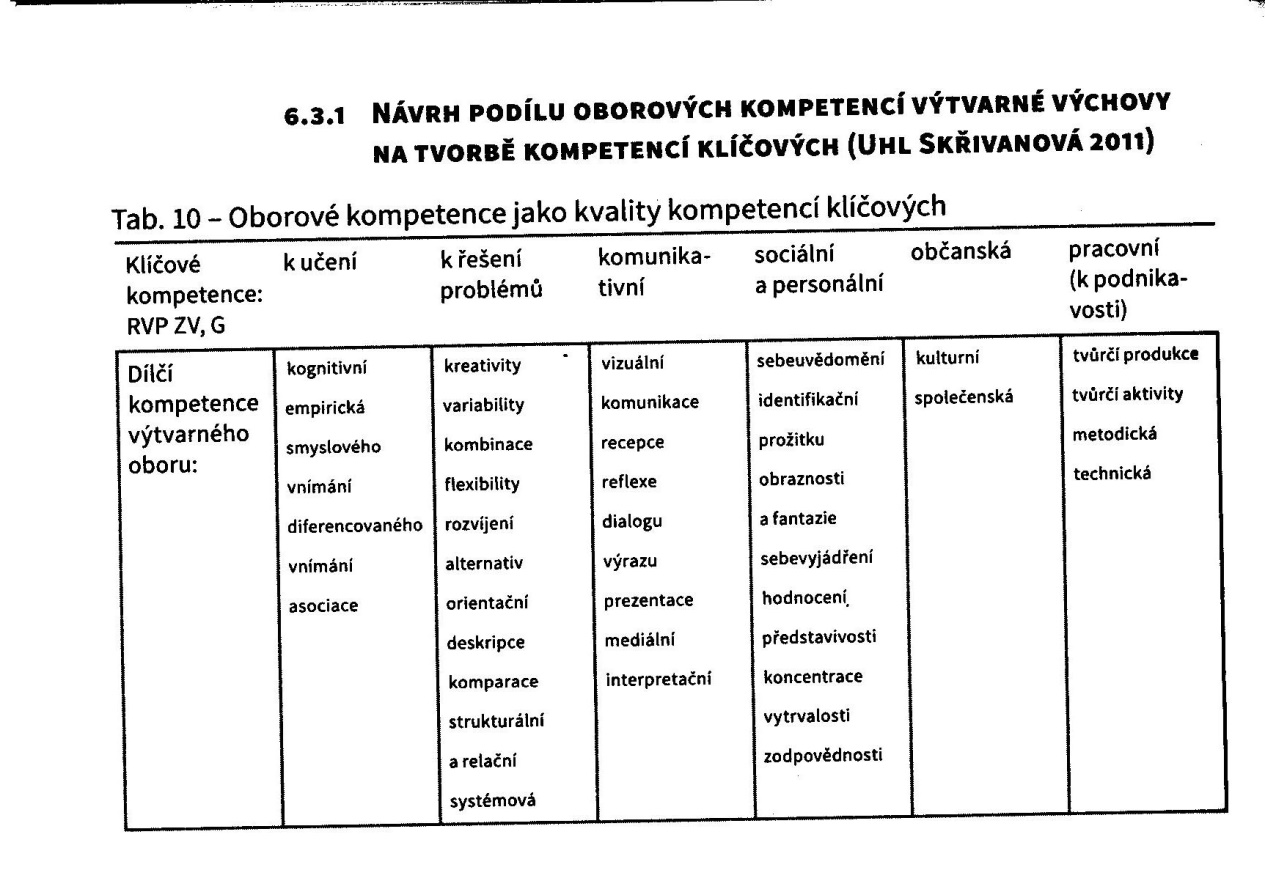 6.3.1 NÁVRH PODÍLU OBOROVÝCH KOMPETENCÍ VÝTVARNÉ VÝCHOVY
NA TVORBĚ KOMPETENCÍ KLÍČOVÝCH (UHL SKŘIVANOVÁ 2011)
Tab. 10 – Oborové kompetence jako kvality kompetencí klíčových
Klíčové
kompetence:
RVP ZV, G
k učení
k řešení
problémů
komunika-
tivní
sociální
a personální
občanská
pracovní
(k podnika-
vosti)
Dílčí
kompetence
výtvarného
oboru:
kognitivní
empirická
smyslového
vnímání
diferencovaného
vnímání
asociace
kreativity
variability
kombinace
flexibility
rozvíjení
alternativ
orientační
deskripce
komparace
strukturální
a relační
systémová
vizuální
komunikace
recepce
reflexe
dialogu
výrazu
prezentace
mediální
interpretační
sebeuvědomění
identifikační
prožitku
obraznosti
a fantazie
sebevyjádření
hodnocení
představivosti
koncentrace
vytrvalosti
zodpovědnosti
kulturní
společenská
tvůrčí produkce
tvůrčí aktivity
metodická
technická